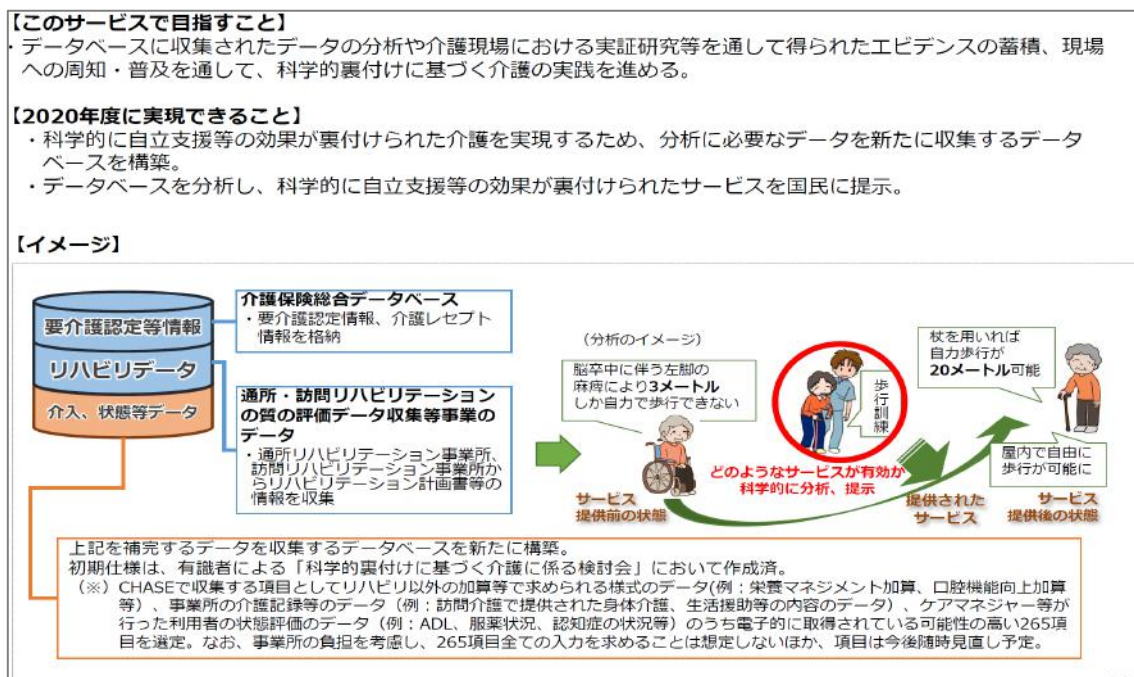 【このサービスで目指すこと】
・データベースに収集されたデータの分析や介護現場における実証研究等を通して得られたエビデンスの蓄積、現場
への周知・普及を通して、科学的裏付けに基づく介護の実践を進める。
【2020年度に実現できること】
・科学的に自立支援等の効果が裏付けられた介護を実現するため、分析に必要なデータを新たに収集するデータ
ベースを構築。
・データベースを分析し、科学的に自立支援等の効果が裏付けられたサービスを国民に提示。
【イメージ】
要介護認定等情報
リハビリデータ
介入、状態等データ
介護保険総合データベース
・要介護認定情報、介護レセプト
情報を格納
通所・訪問リハビリテーション
の質の評価データ収集等事業の
データ
・通所リハビリテーション事業所、
訪問リハビリテーション事業所か
らリハビリテーション計画書等の
情報を収集
(分析のイメージ)
脳卒中に伴う左脚の
麻痺により3メートル
しか自力で歩行できない
サービス
提供前の状態
歩行訓練
どのようなサービスが有効か
科学的に分析、提示
提供された
サービス
杖を用いれば
自力歩行が
20メートル可能
屋内で自由に
歩行が可能に
サービス
提供後の状態
上記を補完するデータを収集するデータベースを新たに構築。
初期仕様は、有識者による「科学的裏付けに基づく介護に係る検討会」において作成済。
(※)CHASEで収集する項目としてリハビリ以外の加算等で求められる様式のデータ(例:栄養マネジメント加算、口腔機能向上加算
等)、事業所の介護記録等のデータ(例:訪問介護で提供された身体介護、生活援助等の内容のデータ)、ケアマネジャー等が
行った利用者の状態評価のデータ(例:ADL、服薬状況、認知症の状況等)のうち電子的に取得されている可能性の高い265項
目を選定。なお、事業所の負担を考慮し、265項目全ての入力を求めることは想定しないほか、項目は今後随時見直し予定。